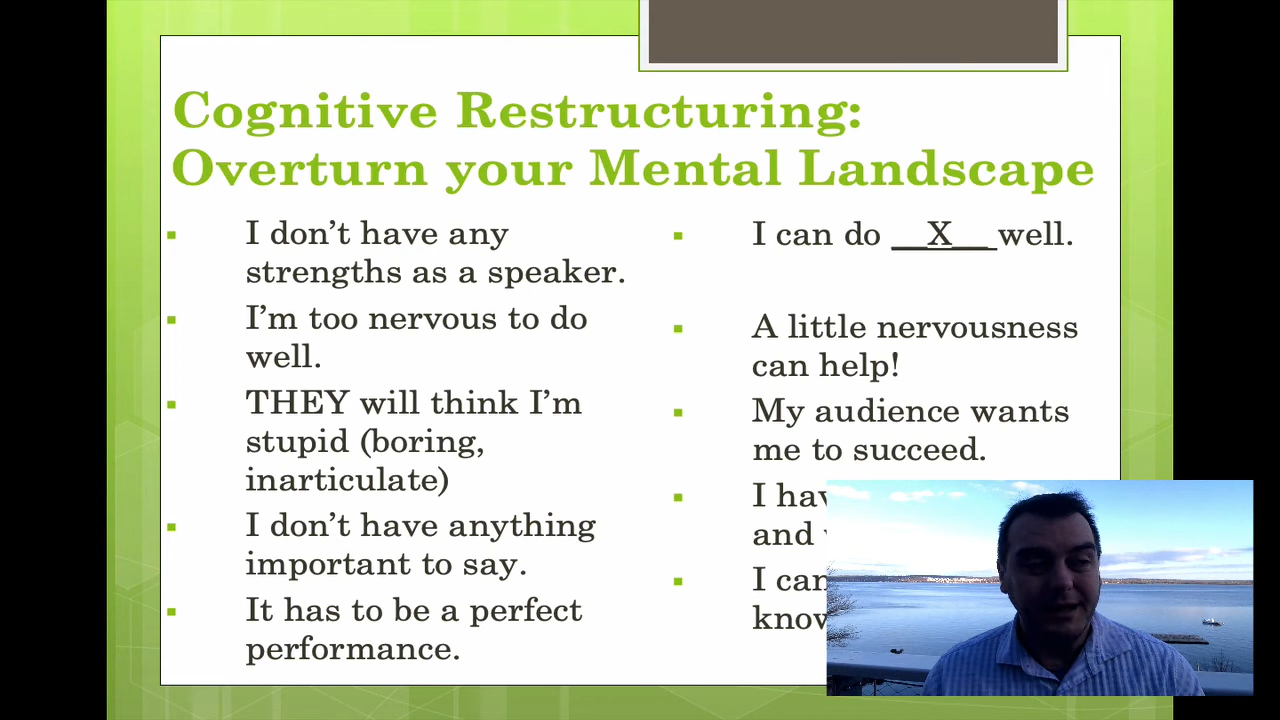 Cognitive Restructuring:
Overturn your Mental Landscape
I don’t have any
strengths as a speaker.
I’m too nervous to do
well.
THEY will think I’m
stupid (boring,
inarticulate)
I don’t have anything
important to say.
It has to be a perfect
performance.
I can do __X__ well.
A little nervousness
can help!
My audience wants
me to succeed.
I
and
I can